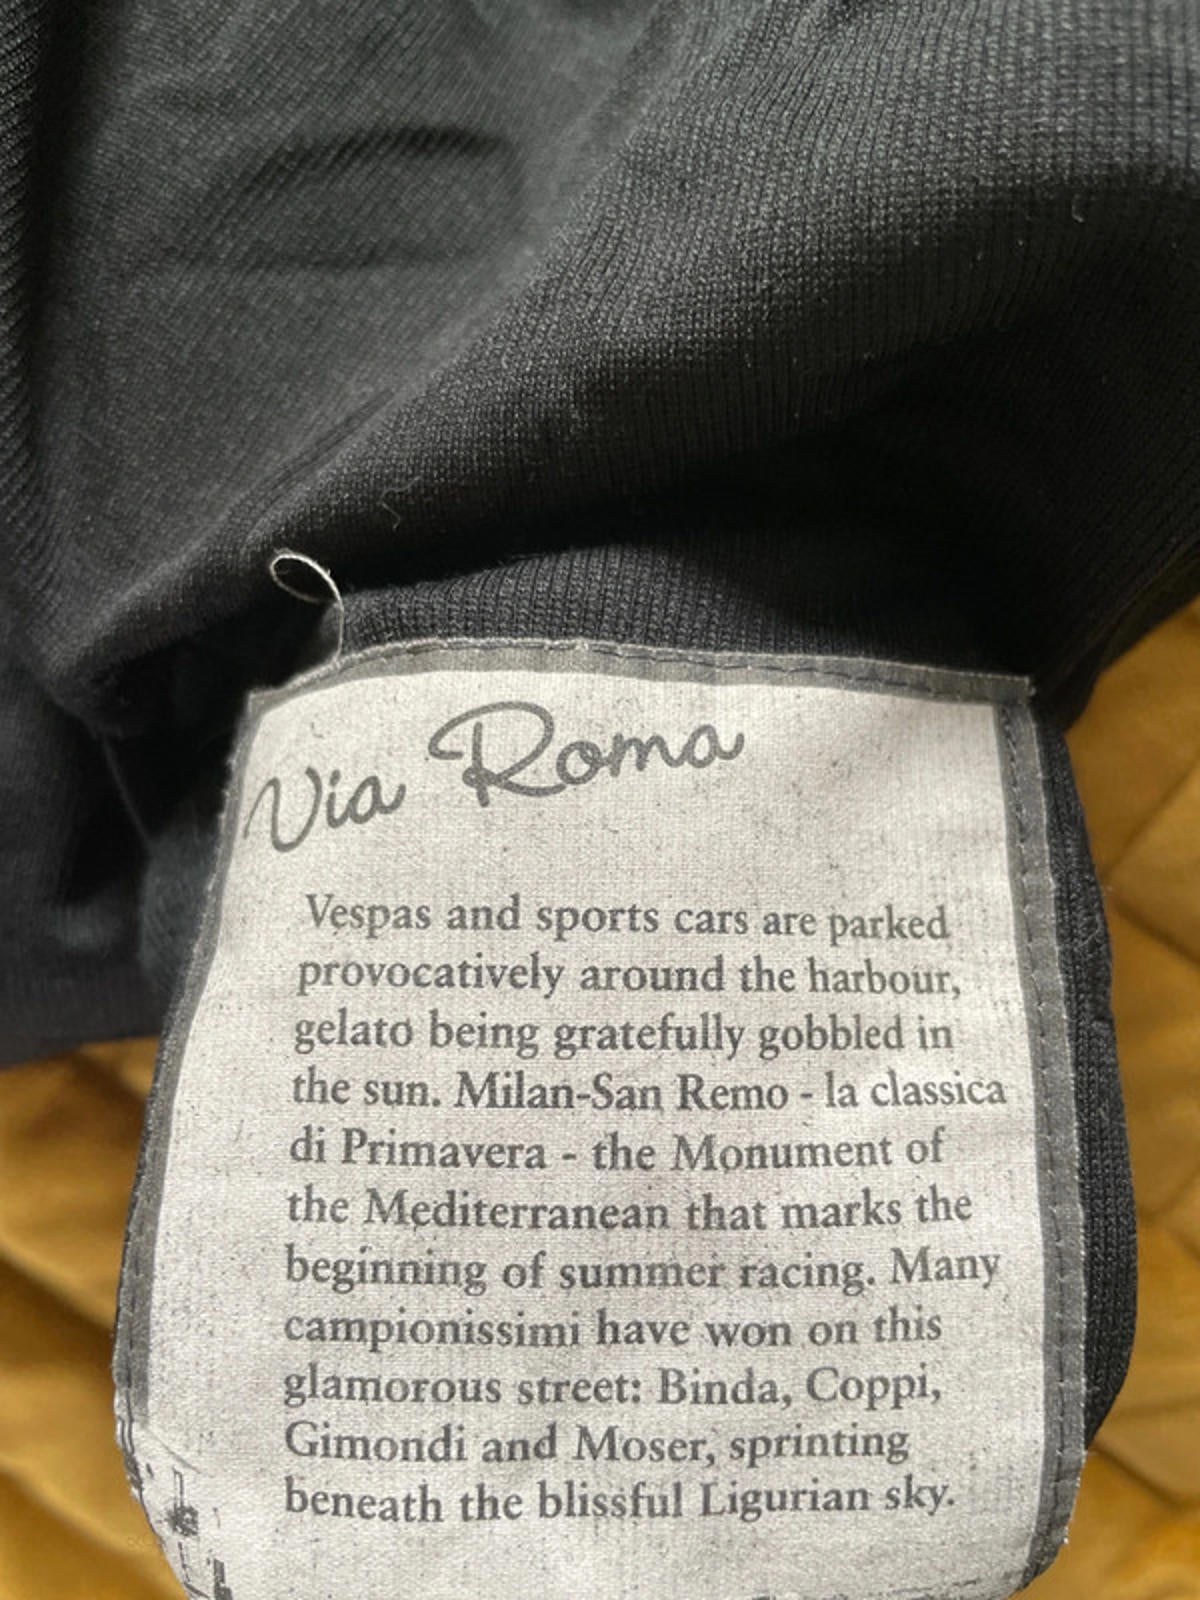 Via Roma
Vespas and sports cars are parked
provocatively around the harbour,
gelato being gratefully gobbled in
the sun. Milan-San Remo - la classica
di Primavera - the Monument of
the Mediterranean that marks the
beginning of summer racing. Many
campionissimi have won on this
glamorous street: Binda, Coppi,
Gimondi and Moser, sprinting
beneath the blissful Ligurian sky.